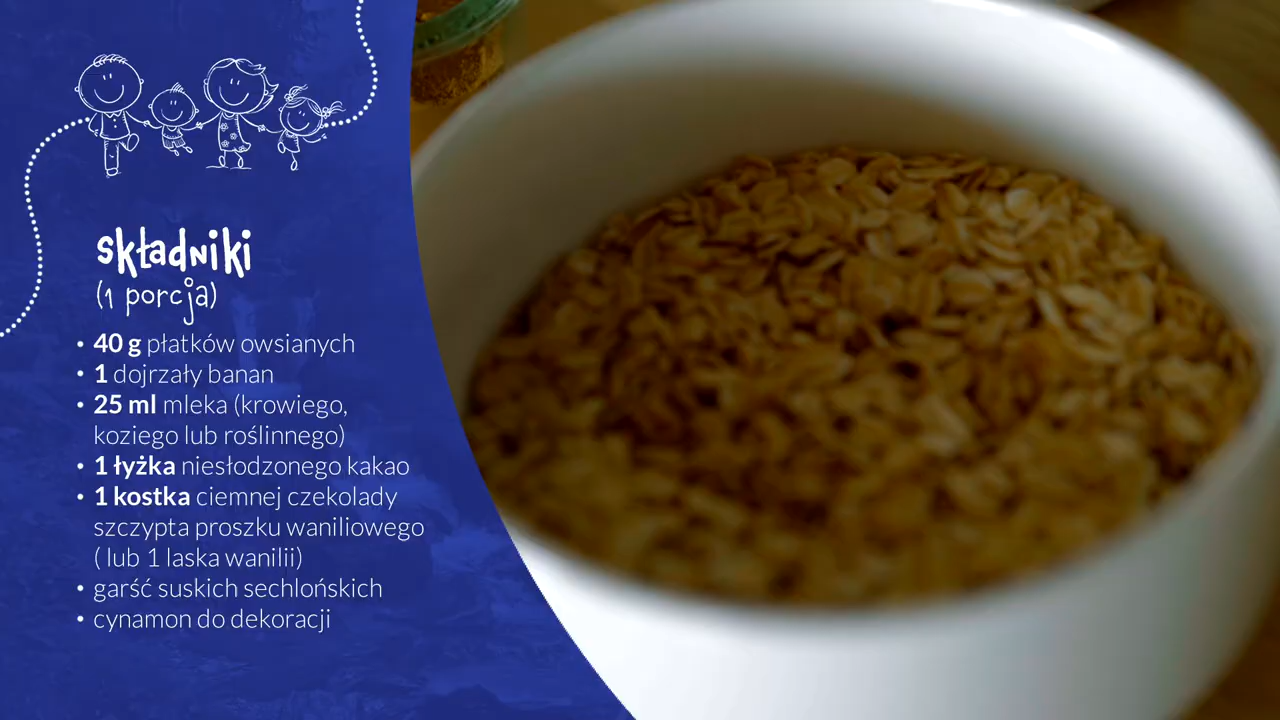 składniki
(1 porcja)
• 40 g płatków owsianych
• 1 dojrzały banan
• 25 ml mleka (krowiego,
koziego lub roślinnego)
• 1 łyżka niesłodzonego kakao
• 1 kostka ciemnej czekolady
szczypta proszku waniliowego
( lub 1 laska wanilii)
• garść suskich sechlońskich
• cynamon do dekoracji